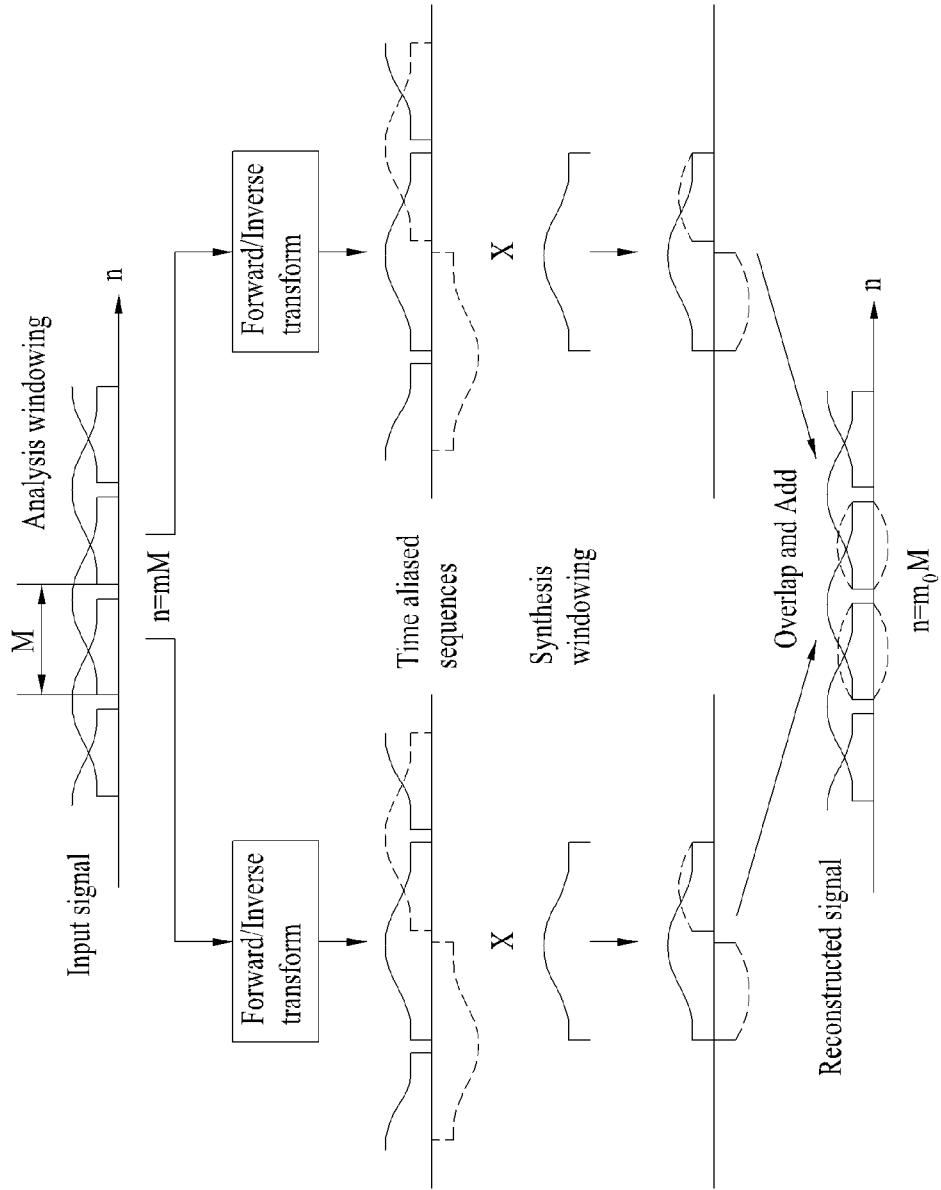 Analysis windowing
M
n
Input signal
n=mM
Forward/Inverse
transform
Forward/Inverse
transform
Time aliased
sequences
X
X
Synthesis
windowing
Overlap and Add
n
Reconstructed signal
n=m₀M